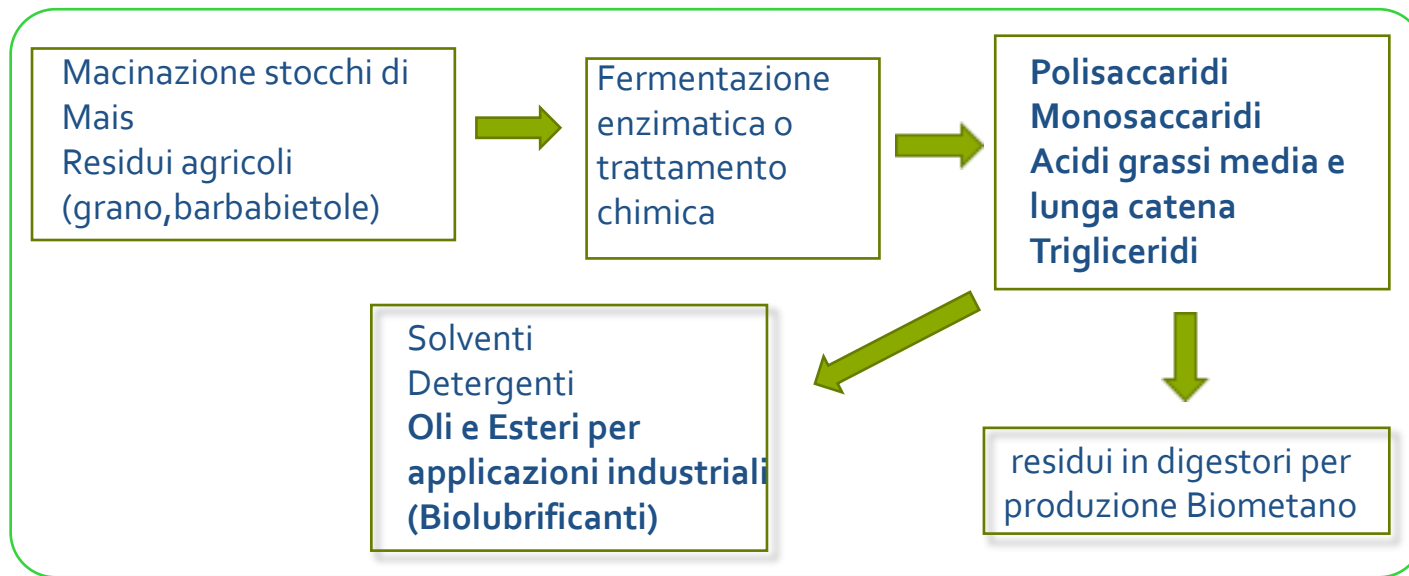 Macinazione stocchi di
Mais
Residui agricoli
(grano,barbabietole)
Fermentazione
enzimatica o
trattamento
chimica
Polisaccaridi
Monosaccaridi
Acidi grassi media e
lunga catena
Trigliceridi
Solventi
Detergenti
Oli e Esteri per
applicazioni industriali
(Biolubrificanti)
residui in digestori per
produzione Biometano